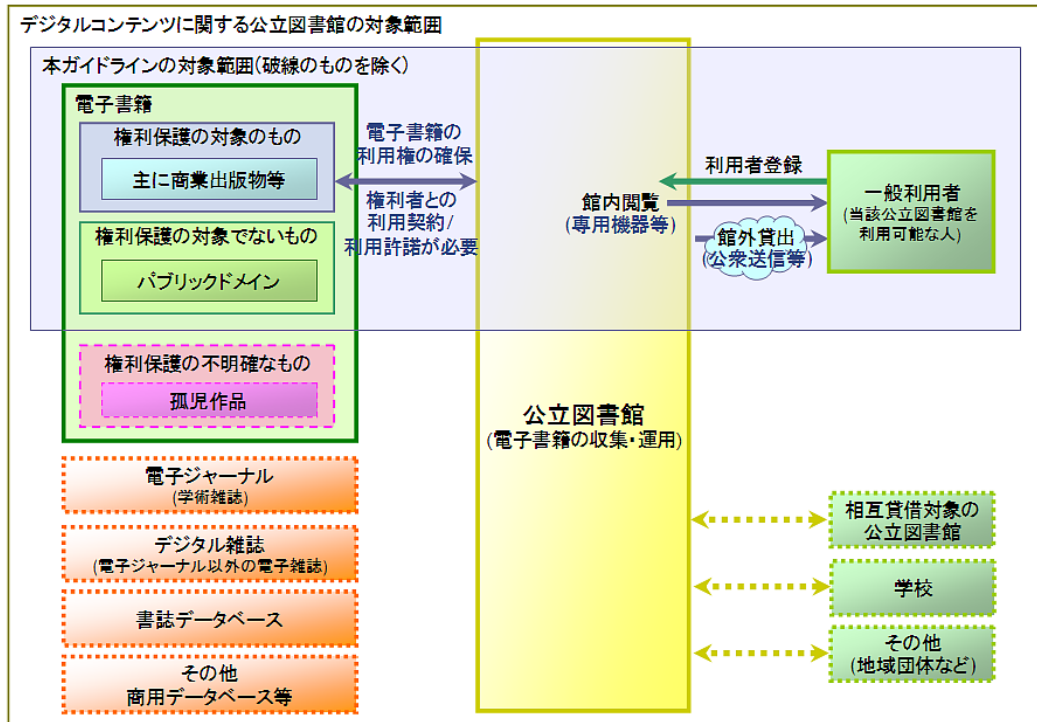 デジタルコンテンツに関する公立図書館の対象範囲
本ガイドラインの対象範囲(破線のものを除く)
電子書籍
権利保護の対象のもの
主に商業出版物等
権利保護の対象でないもの
パブリックドメイン
権利保護の不明確なもの
孤児作品
電子ジャーナル
(学術雑誌)
デジタル雑誌
(電子ジャーナル以外の電子雑誌)
書誌データベース
その他
商用データベース等
電子書籍の
利用権の確保
権利者との
利用契約/
利用許諾が必要
公立図書館
(電子書籍の収集・運用)
館内閲覧
(専用機器等)
利用者登録
館外貸出
(公衆送信等)
一般利用者
(当該公立図書館を
利用可能な人)
相互貸借対象の
公立図書館
学校
その他
(地域団体など)